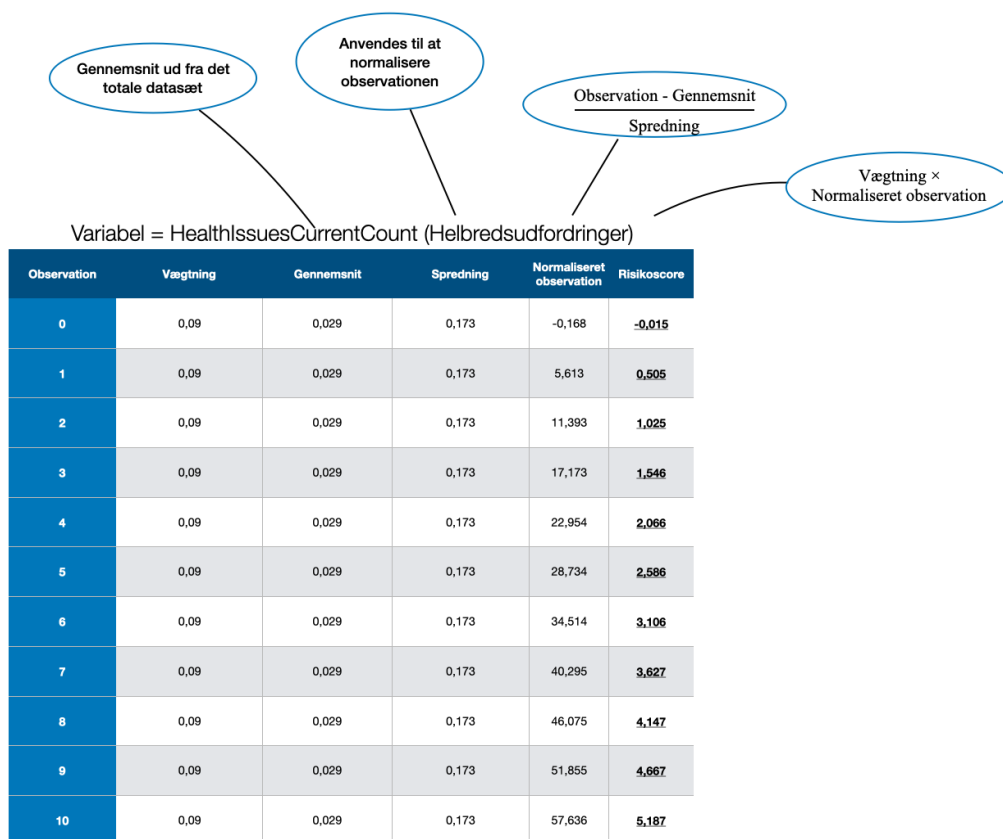 Gennemsnit ud fra det
totale datasæt
Anvendes til at
normalisere
observationen
Observation - Gennemsnit
Spredning
Vægtning ×
Normaliseret observation
Variabel = HealthIssuesCurrentCount (Helbredsudfordringer)
Observation Vægtning Gennemsnit Spredning Normaliseret observation Risikoscore
0 0,09 0,029 0,173 -0,168 -0,015
1 0,09 0,029 0,173 5,613 0,505
2 0,09 0,029 0,173 11,393 1,025
3 0,09 0,029 0,173 17,173 1,546
4 0,09 0,029 0,173 22,954 2,066
5 0,09 0,029 0,173 28,734 2,586
6 0,09 0,029 0,173 34,514 3,106
7 0,09 0,029 0,173 40,295 3,627
8 0,09 0,029 0,173 46,075 4,147
9 0,09 0,029 0,173 51,855 4,667
10 0,09 0,029 0,173 57,636 5,187